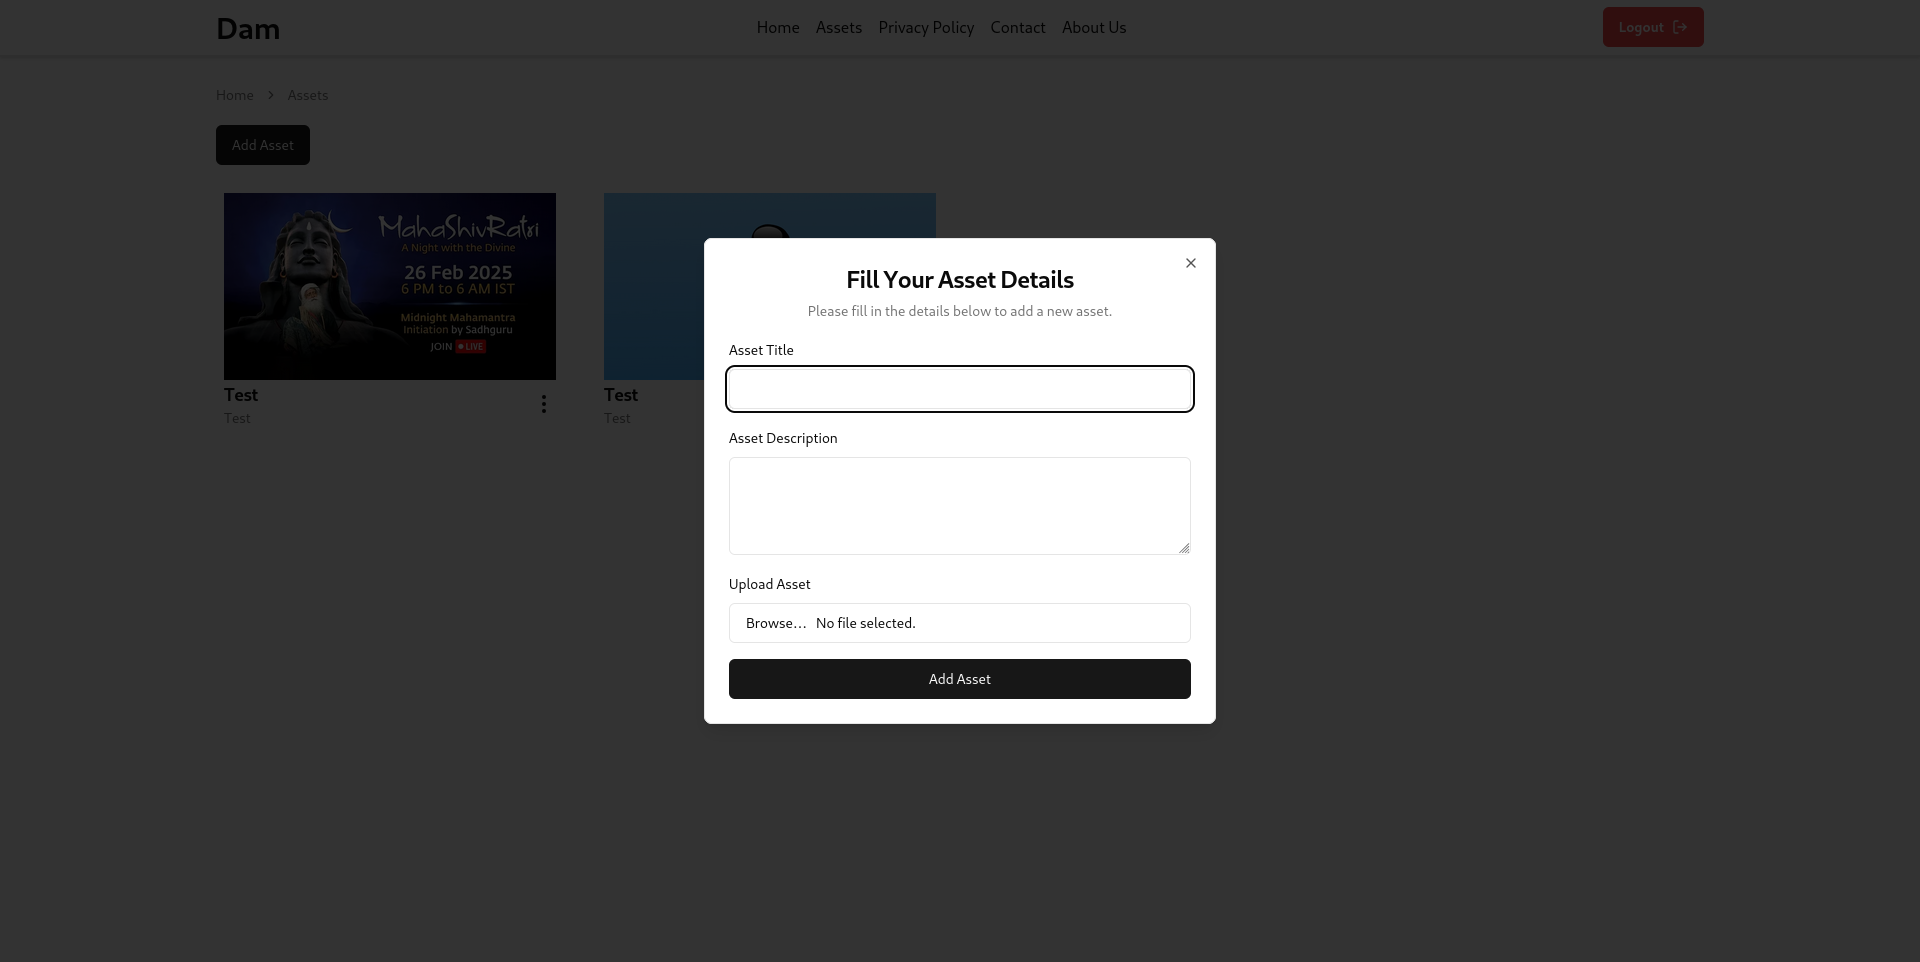 Dam
Home Assets Privacy Policy Contact About Us
Logout
Home > Assets
Add Asset
MahaShivRatri
A Night with the Divine
26 Feb 2025
6 PM to 6 AM IST
Midnight Mahamantra
Initiation by Sadhguru
JOIN LIVE
Test
Test
Test
Test
Fill Your Asset Details
Please fill in the details below to add a new asset.
Asset Title
Asset Description
Upload Asset
Browse... No file selected.
Add Asset